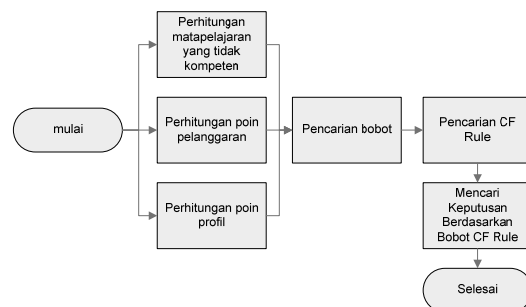 Perhitungan
matapelajaran
yang tidak
kompeten
mulai
Perhitungan poin
pelanggaran
Pencarian bobot
Pencarian CF
Rule
Perhitungan poin
profil
Mencari
Keputusan
Berdasarkan
Bobot CF Rule
Selesai